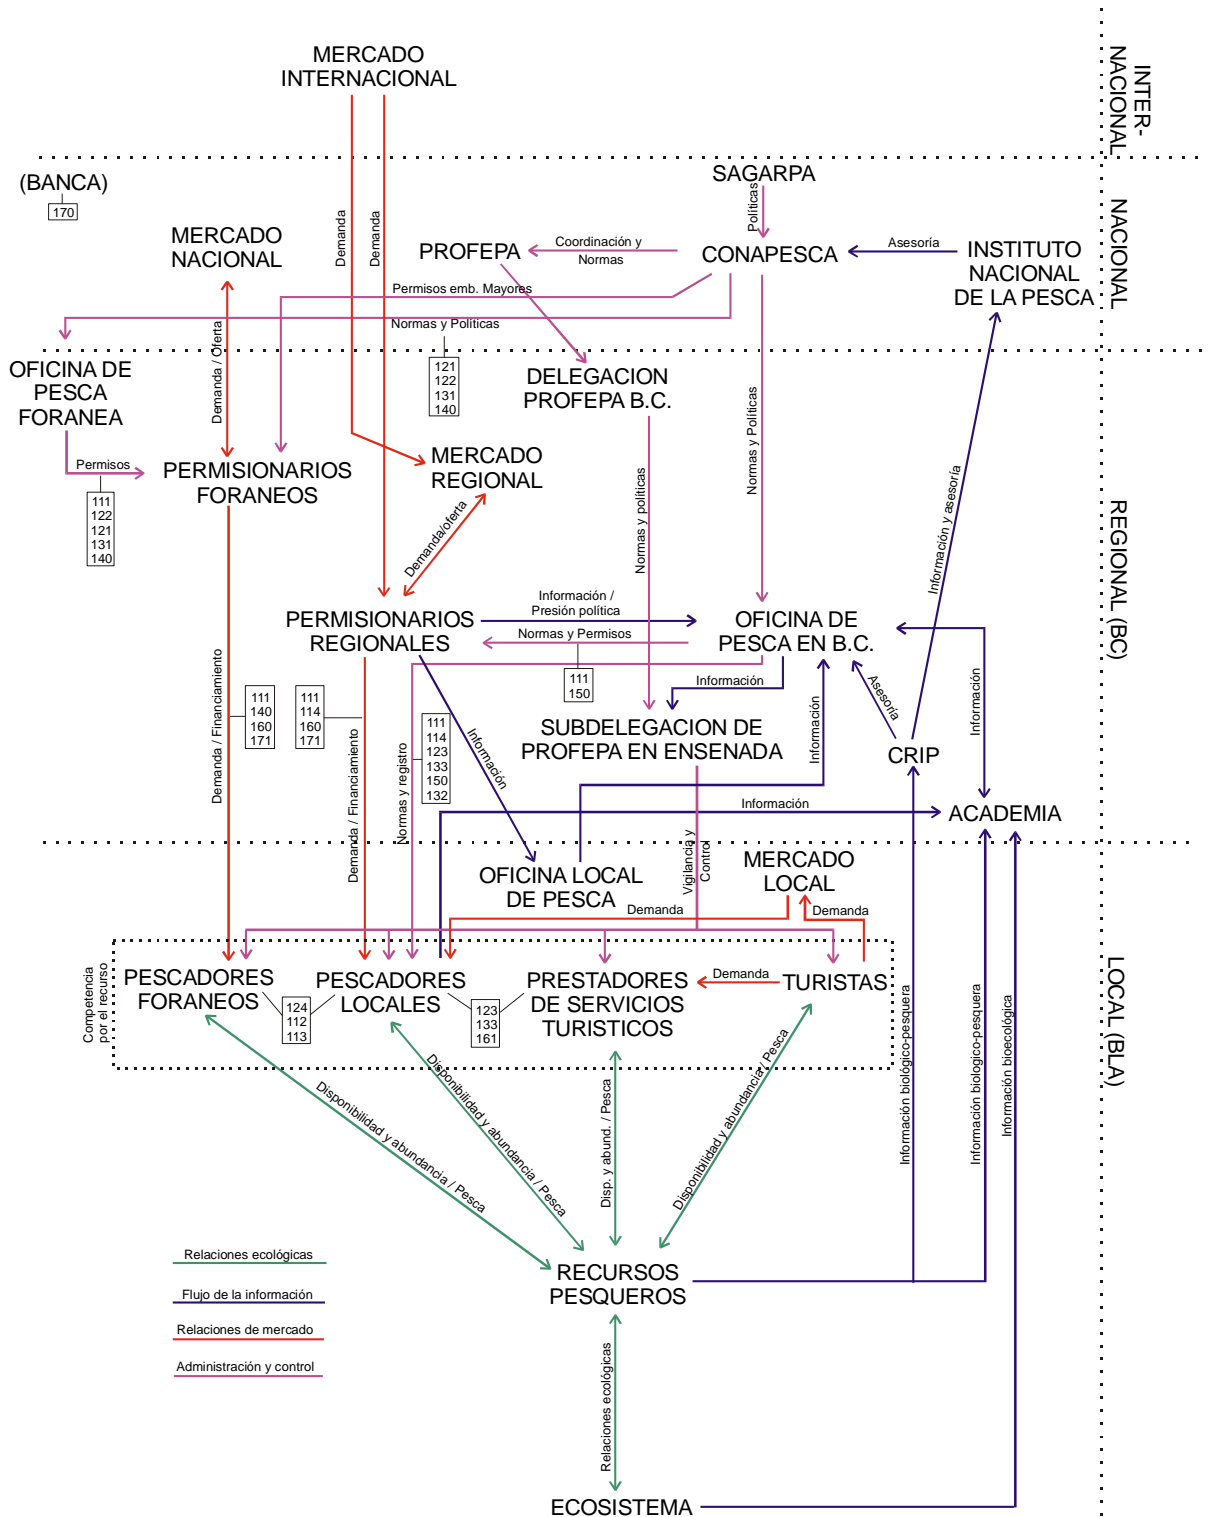 MERCADO
INTERNACIONAL
INTER-
NACIONAL
(BANCA)
170
SAGARPA
Políticas
MERCADO
NACIONAL
Demanda
Demanda
PROFEPA
Coordinación y
Normas
CONAPESCA
Asesoría
INSTITUTO
NACIONAL
DE LA PESCA
NACIONAL
Permisos emb. Mayores
Normas y Políticas
Demanda / Oferta
OFICINA DE
PESCA
FORANEA
121
122
131
140
DELEGACION
PROFEPA B.C.
Permisos
PERMISIONARIOS
FORANEOS
111
122
121
131
140
MERCADO
REGIONAL
Demanda/oferta
Normas y políticas
Normas y Políticas
Información y asesoría
REGIONAL (BC)
PERMISIONARIOS
REGIONALES
Información /
Presión política
Normas y Permisos
OFICINA DE
PESCA EN B.C.
111
150
Información
Asesoría
Información
Información
111
140
160
171
111
114
160
171
111
114
123
133
150
132
Demanda / Financiamiento
Demanda / Financiamiento
Normas y registro
Información
SUBDELEGACION DE
PROFEPA EN ENSENADA
CRIP
Información
ACADEMIA
OFICINA LOCAL
DE PESCA
Vigilancia y
Control
MERCADO
LOCAL
Demanda
Demanda
Competencia
por el recurso
PESCADORES
FORANEOS
124
112
113
PESCADORES
LOCALES
123
133
161
PRESTADORES
DE SERVICIOS
TURISTICOS
Demanda
TURISTAS
LOCAL (BLA)
Disponibilidad y abundancia / Pesca
Disponibilidad y abundancia / Pesca
Disp. y abund. / Pesca
Disponibilidad y abundancia / Pesca
Información biológico-pesquera
Información biologico-pesquera
Información bioecológica
RECURSOS
PESQUEROS
Relaciones ecológicas
Flujo de la información
Relaciones de mercado
Administración y control
Relaciones ecológicas
ECOSISTEMA